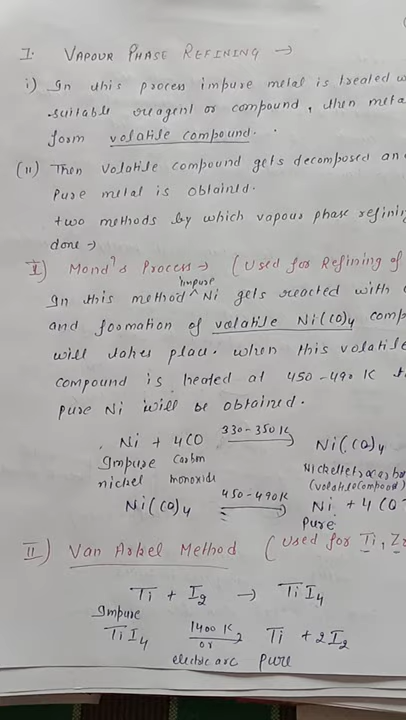 I. VAPOUR PHASE REFINING →
i) In this process impure metal is treated w
suitable reagent or compound, then meta
form volatile compound.
(ii) Then volatile compound gets decomposed an
Pure metal is obtained.
two methods by which vapour phase refinin
done →
I) Mond's Process → (Used for Refining of
In this method impure Ni gets reacted with
and formation of volatile Ni(CO)4 comp
will takes place. when this volatile
compound is heated at 450-490 K t
pure Ni will be obtained.
Ni + 4CO 330-350K → Ni(CO)4
Impure Carbon Nickel tetracarbo
nickel monoxide (volatile Compound)
Ni(CO)4 450-490K → Ni + 4CO
Pure
II) Van Arkel Method (Used for Ti, Z
Ti + I2 → TiI4
Impure
TiI4 1400 K or electric arc → Ti + 2I2
pure